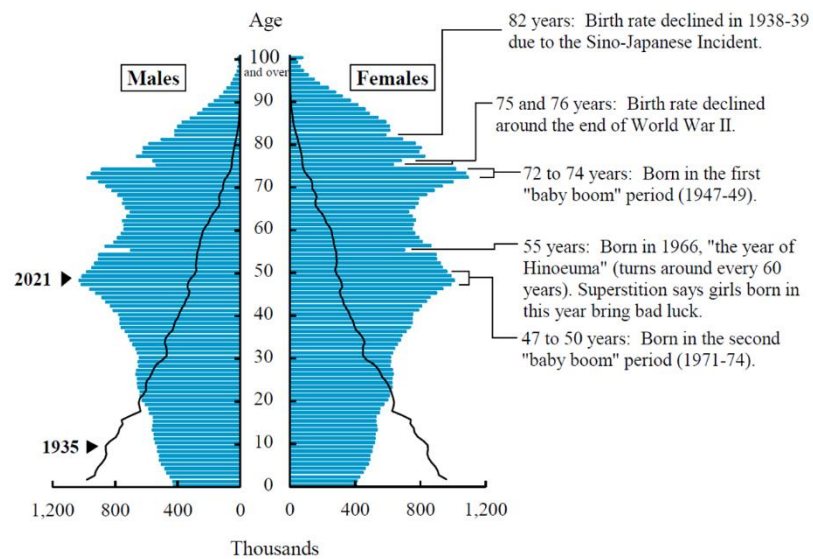 Age
82 years: Birth rate declined in 1938-39
due to the Sino-Japanese Incident.
Males
100
and over
Females
90
75 and 76 years: Birth rate declined
around the end of World War II.
80
72 to 74 years: Born in the first
"baby boom" period (1947-49).
70
60
55 years: Born in 1966, "the year of
Hinoeuma" (turns around every 60
years). Superstition says girls born in
this year bring bad luck.
2021
50
47 to 50 years: Born in the second
"baby boom" period (1971-74).
40
30
20
1935
10
0
1,200 800 400 0 0 400 800 1,200
Thousands